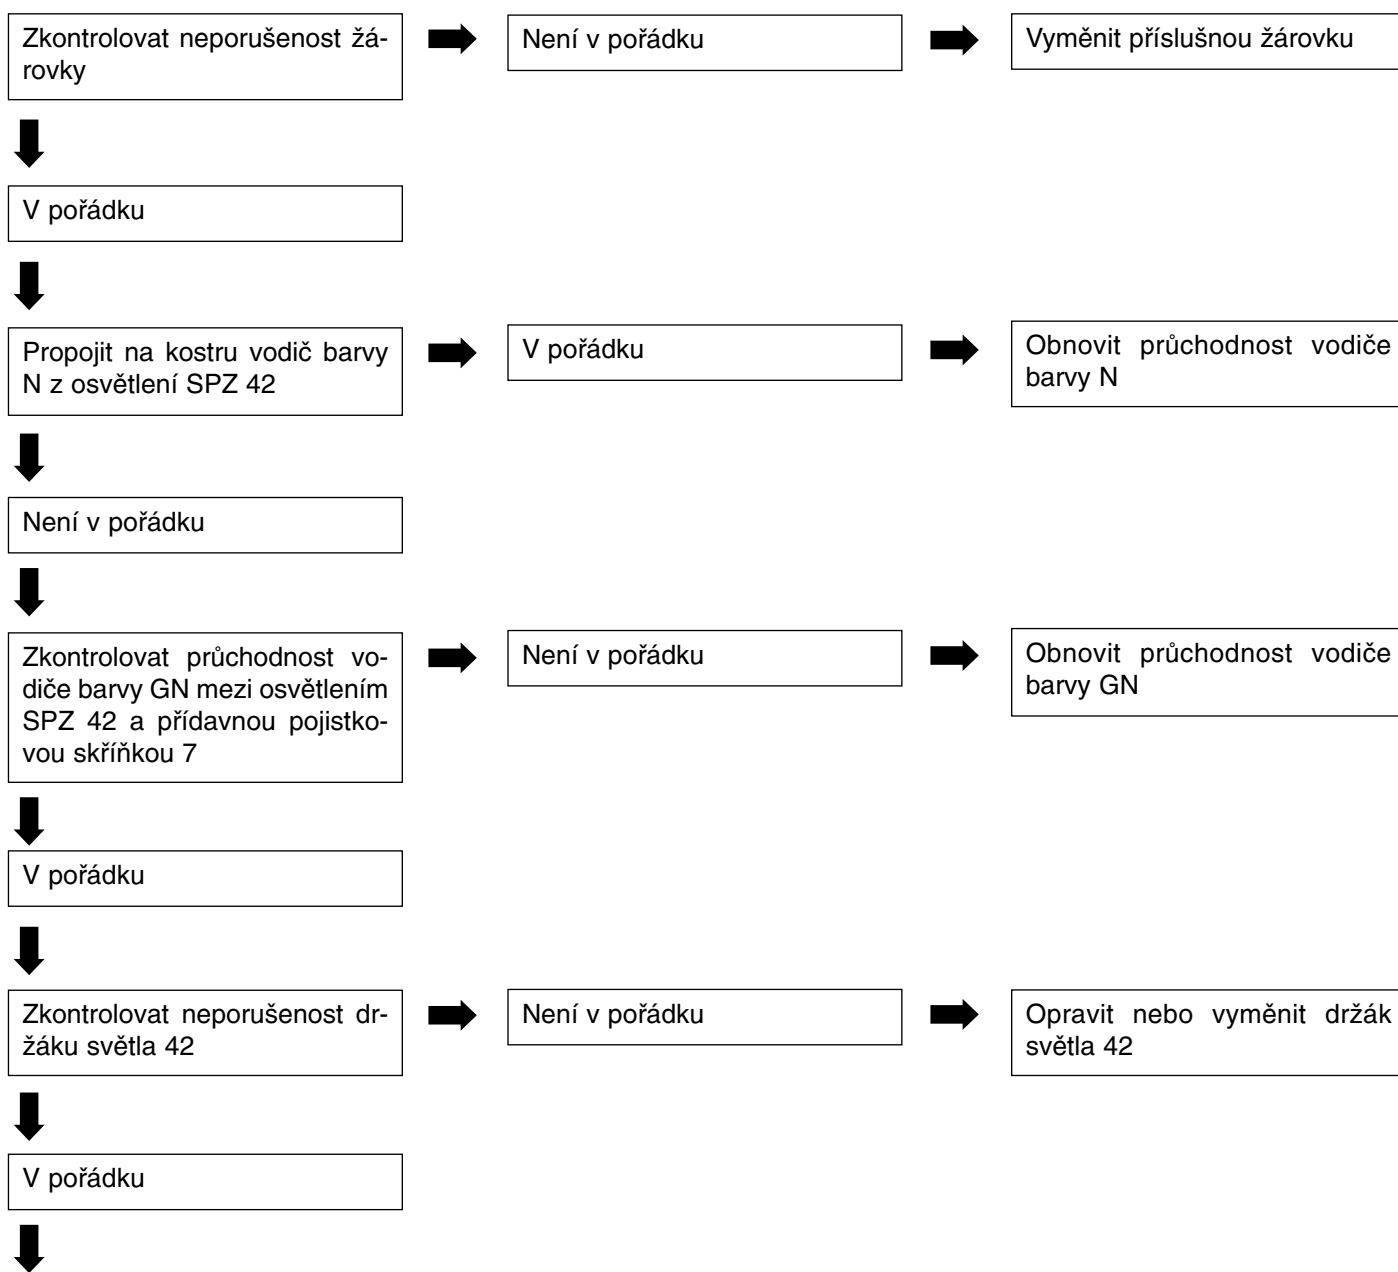 Zkontrolovat neporušenost žá-
rovky
Není v pořádku
Vyměnit příslušnou žárovku
V pořádku
Propojit na kostru vodič barvy
N z osvětlení SPZ 42
V pořádku
Obnovit průchodnost vodiče
barvy N
Není v pořádku
Zkontrolovat průchodnost vo-
diče barvy GN mezi osvětlením
SPZ 42 a přídavnou pojistko-
vou skříňkou 7
Není v pořádku
Obnovit průchodnost vodiče
barvy GN
V pořádku
Zkontrolovat neporušenost dr-
žáku světla 42
Není v pořádku
Opravit nebo vyměnit držák
světla 42
V pořádku